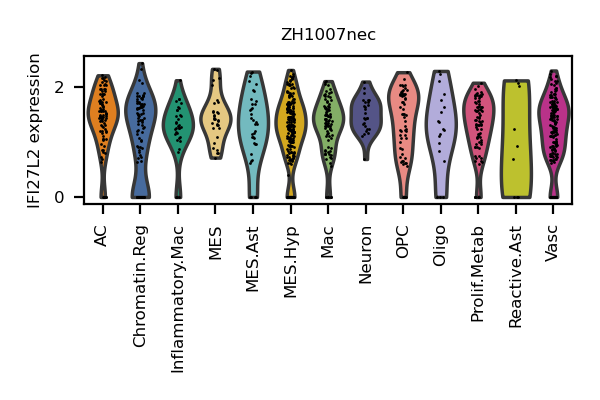 ZH1007nec
IFI27L2 expression
2
0
AC
Chromatin.Reg
Inflammatory.Mac
MES
MES.Ast
MES.Hyp
Mac
Neuron
OPC
Oligo
Prolif.Metab
Reactive.Ast
Vasc